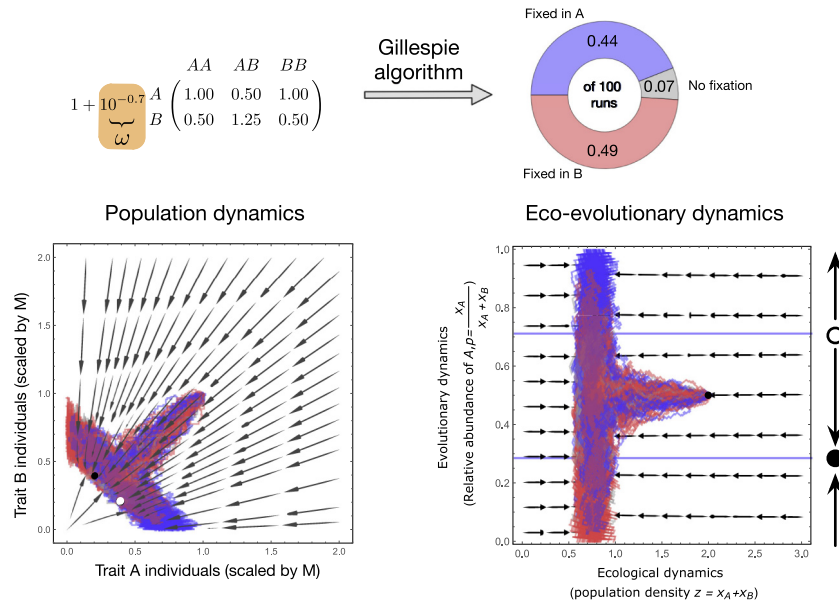 Fixed in A
0.44
Gillespie
algorithm
AA AB BB
1 + 10^{-0.7} A 1.00 0.50 1.00
B 0.50 1.25 0.50
ω
of 100
runs
0.07
No fixation
0.49
Fixed in B
Population dynamics
Eco-evolutionary dynamics
Trait B individuals (scaled by M)
2.0
1.5
1.0
0.5
0.0
0.0 0.5 1.0 1.5 2.0
Trait A individuals (scaled by M)
Evolutionary dynamics
(Relative abundance of A, p = x_A / x_A + x_B)
1.0
0.8
0.6
0.4
0.2
0.0
0.0 0.5 1.0 1.5 2.0 2.5 3.0
Ecological dynamics
(population density z = x_A+x_B)